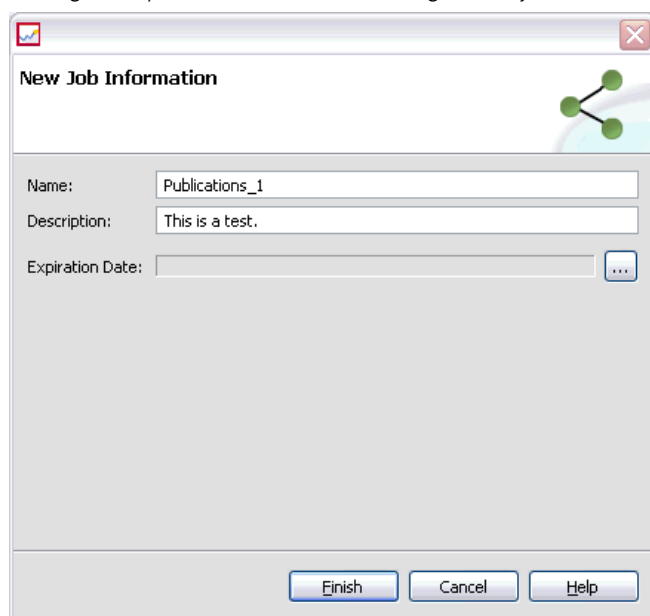 New Job Information
Name: Publications_1
Description: This is a test.
Expiration Date: ...
Finish Cancel Help